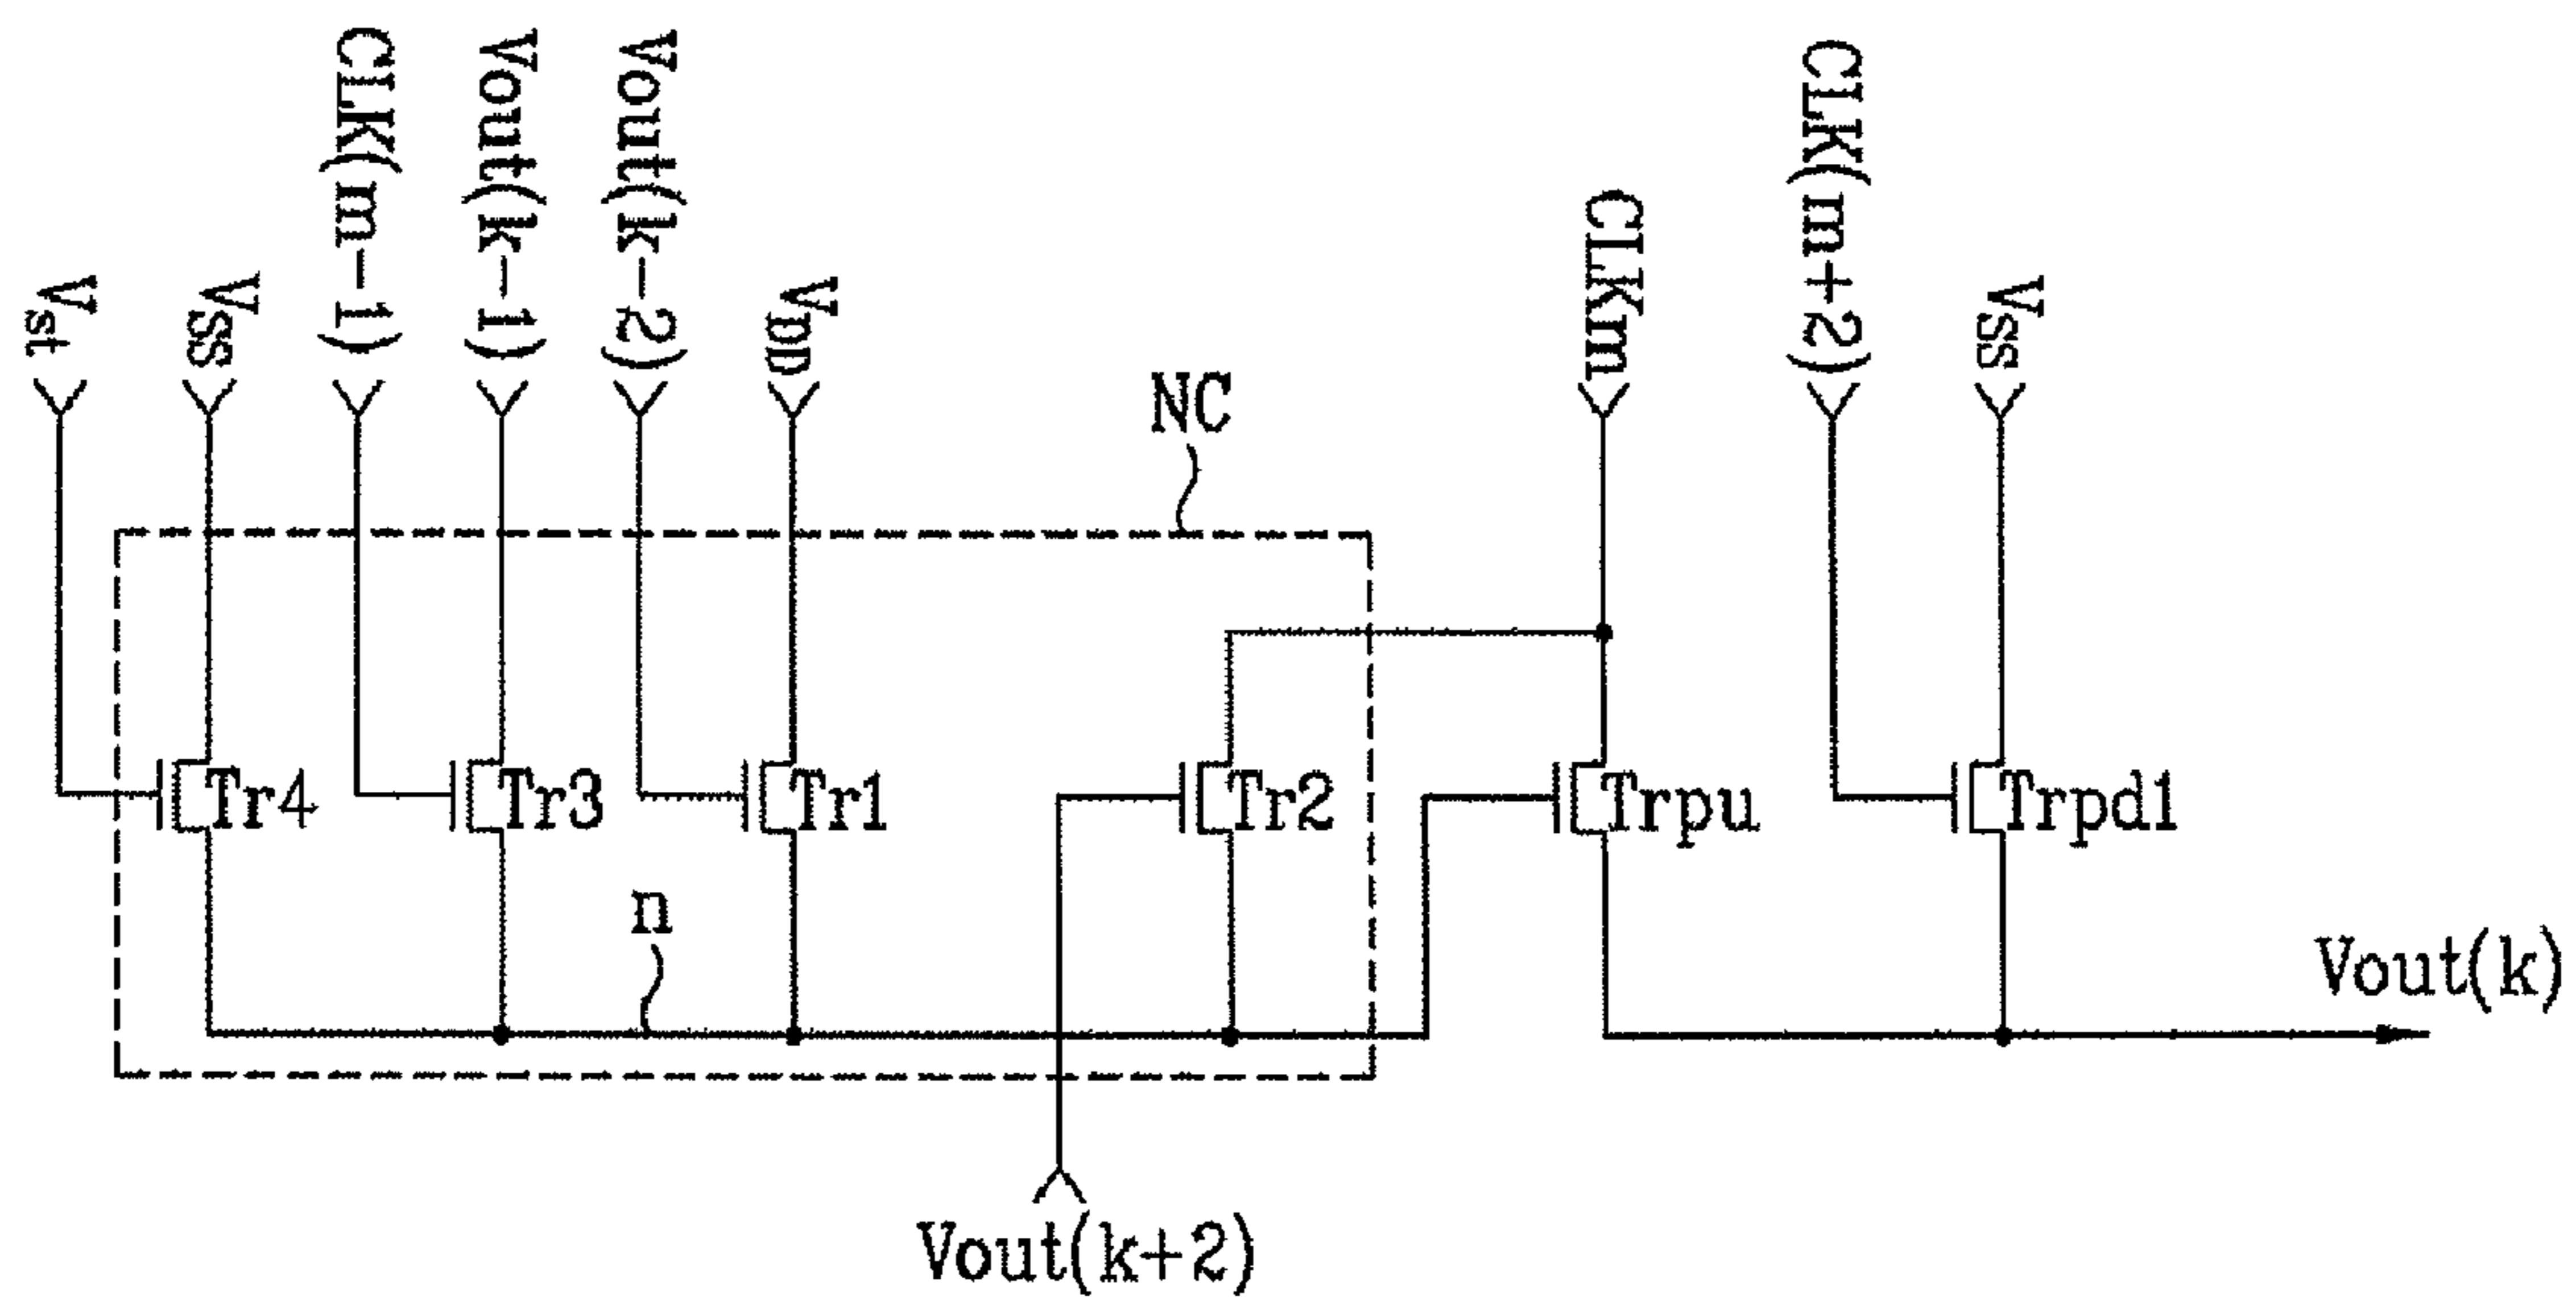 Vst
VSS
CLK(m-1)
Vout(k-1)
Vout(k-2)
VDD
NC
CLKm
CLK(m+2)
VSS
Tr4
Tr3
Tr1
Tr2
Trpu
Trpd1
n
Vout(k)
Vout(k+2)